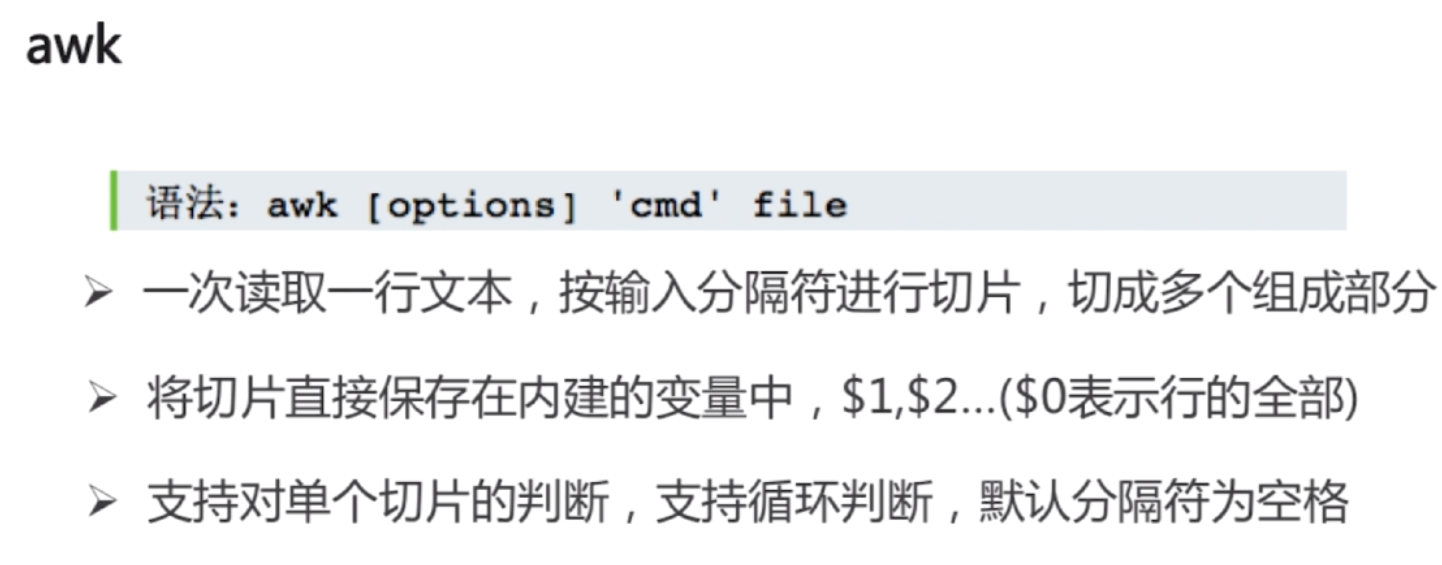 awk
语法：awk [options] 'cmd' file
➢ 一次读取一行文本，按输入分隔符进行切片，切成多个组成部分
➢ 将切片直接保存在内建的变量中，$1,$2...($0表示行的全部)
➢ 支持对单个切片的判断，支持循环判断，默认分隔符为空格